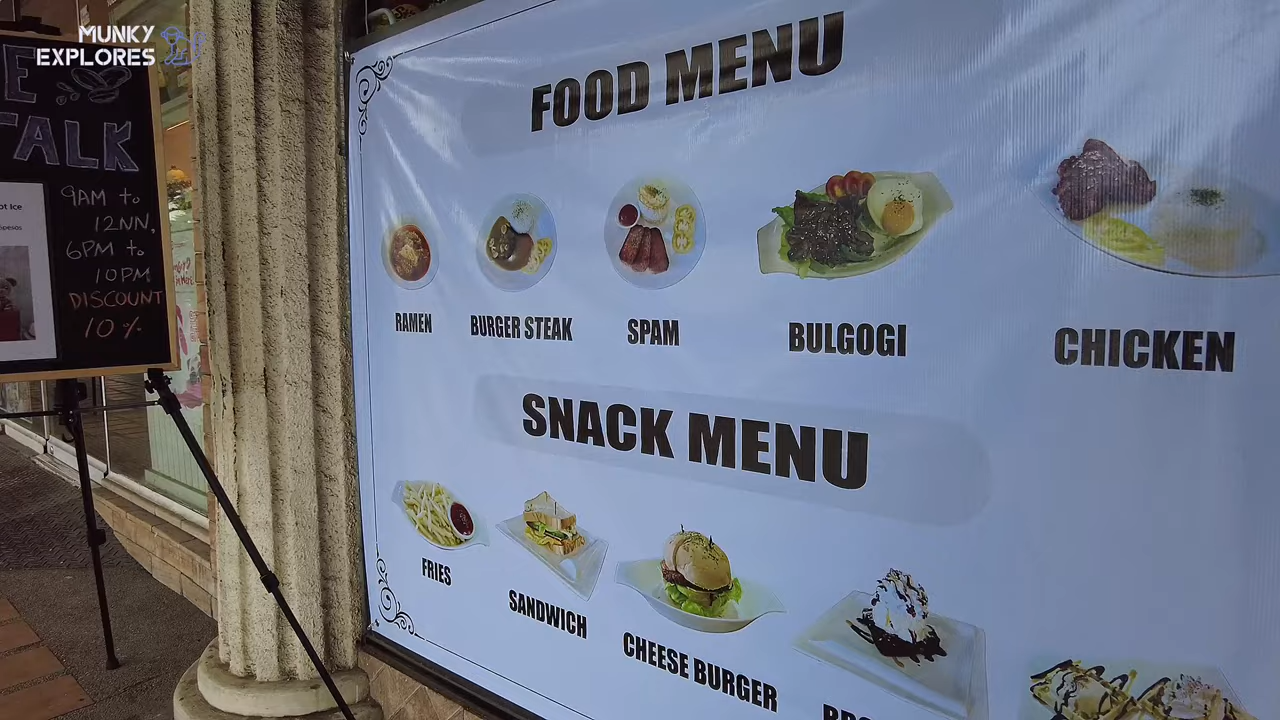 MUNKY
EXPLORES
TALK
9AM to
12NN,
6PM to
10PM
DISCOUNT
10 %
FOOD MENU
RAMEN
BURGER STEAK
SPAM
BULGOGI
CHICKEN
SNACK MENU
FRIES
SANDWICH
CHEESE BURGER